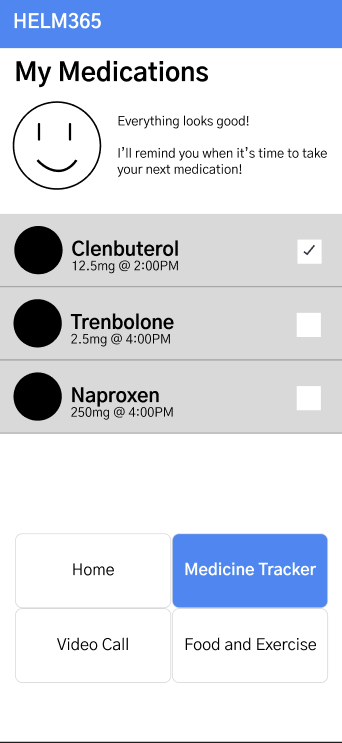 HELM365
My Medications
Everything looks good!
I'll remind you when it's time to take
your next medication!
Clenbuterol
12.5mg @ 2:00PM
Trenbolone
2.5mg @ 4:00PM
Naproxen
250mg @ 4:00PM
Home
Medicine Tracker
Video Call
Food and Exercise